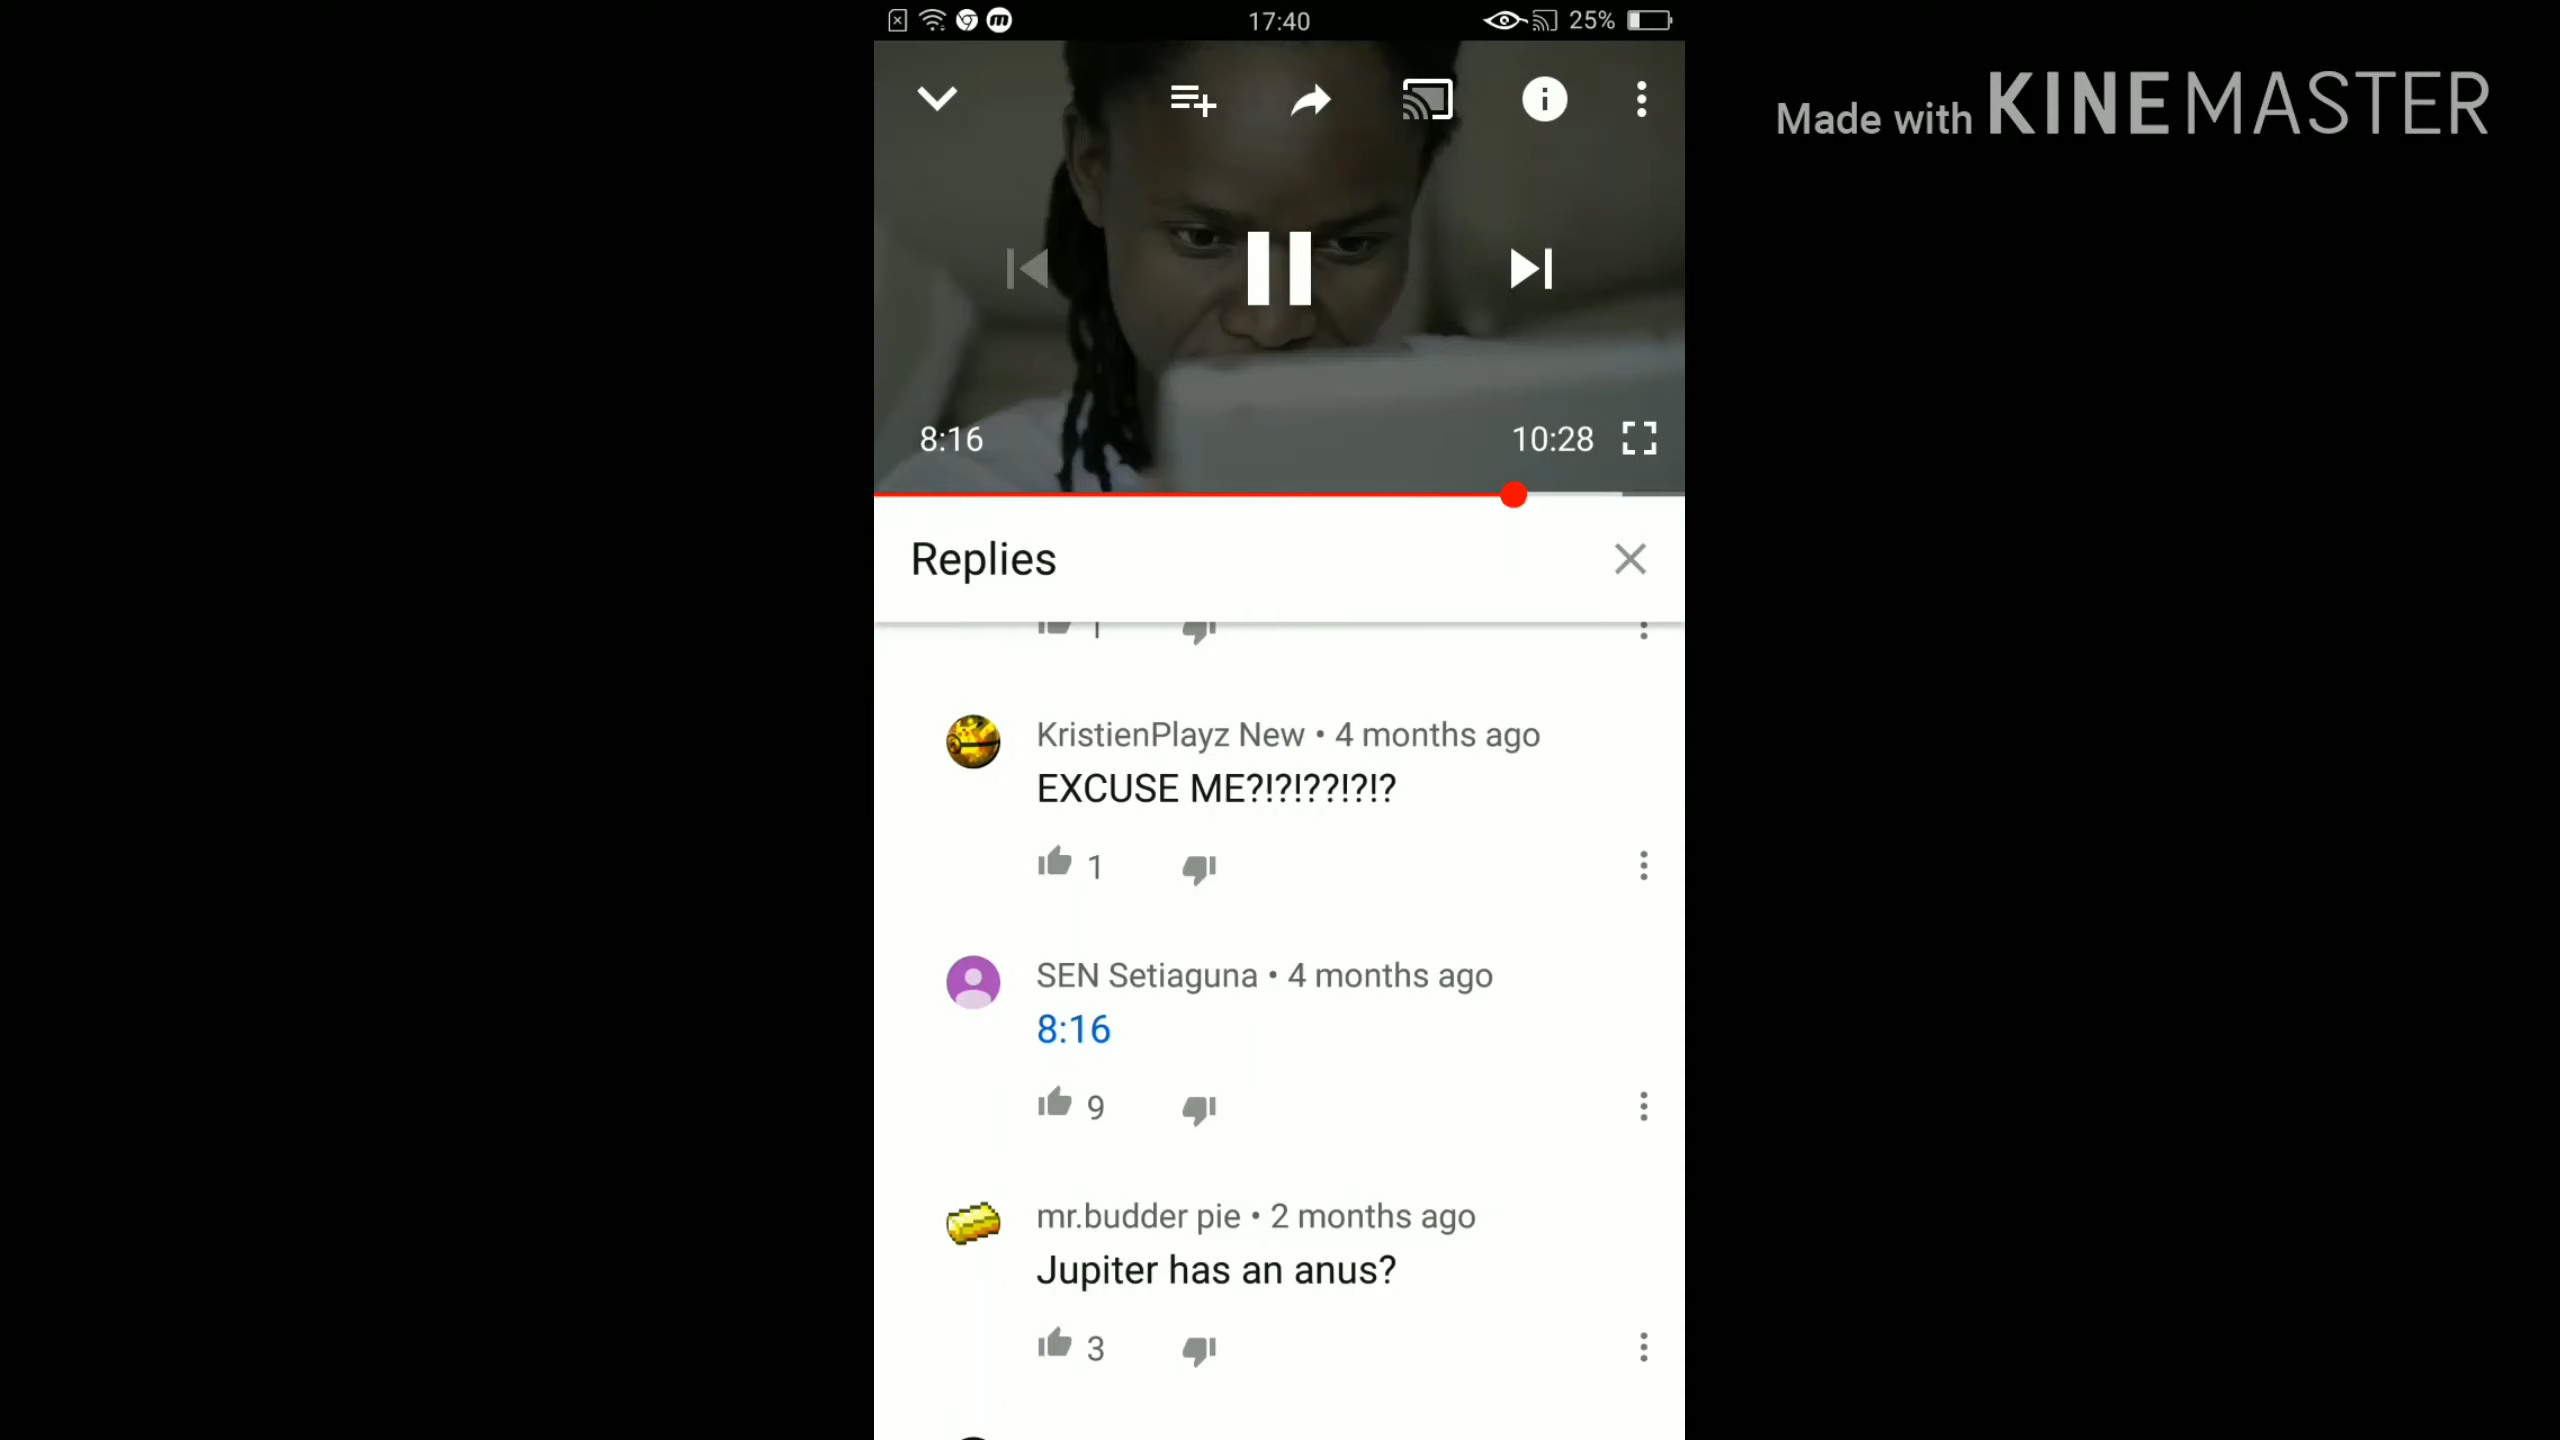 17:40
25%
Made with KINEMASTER
8:16
10:28
Replies
1
KristienPlayz New • 4 months ago
EXCUSE ME?!?!??!?!?
1
SEN Setiaguna • 4 months ago
8:16
9
mr.budder pie • 2 months ago
Jupiter has an anus?
3